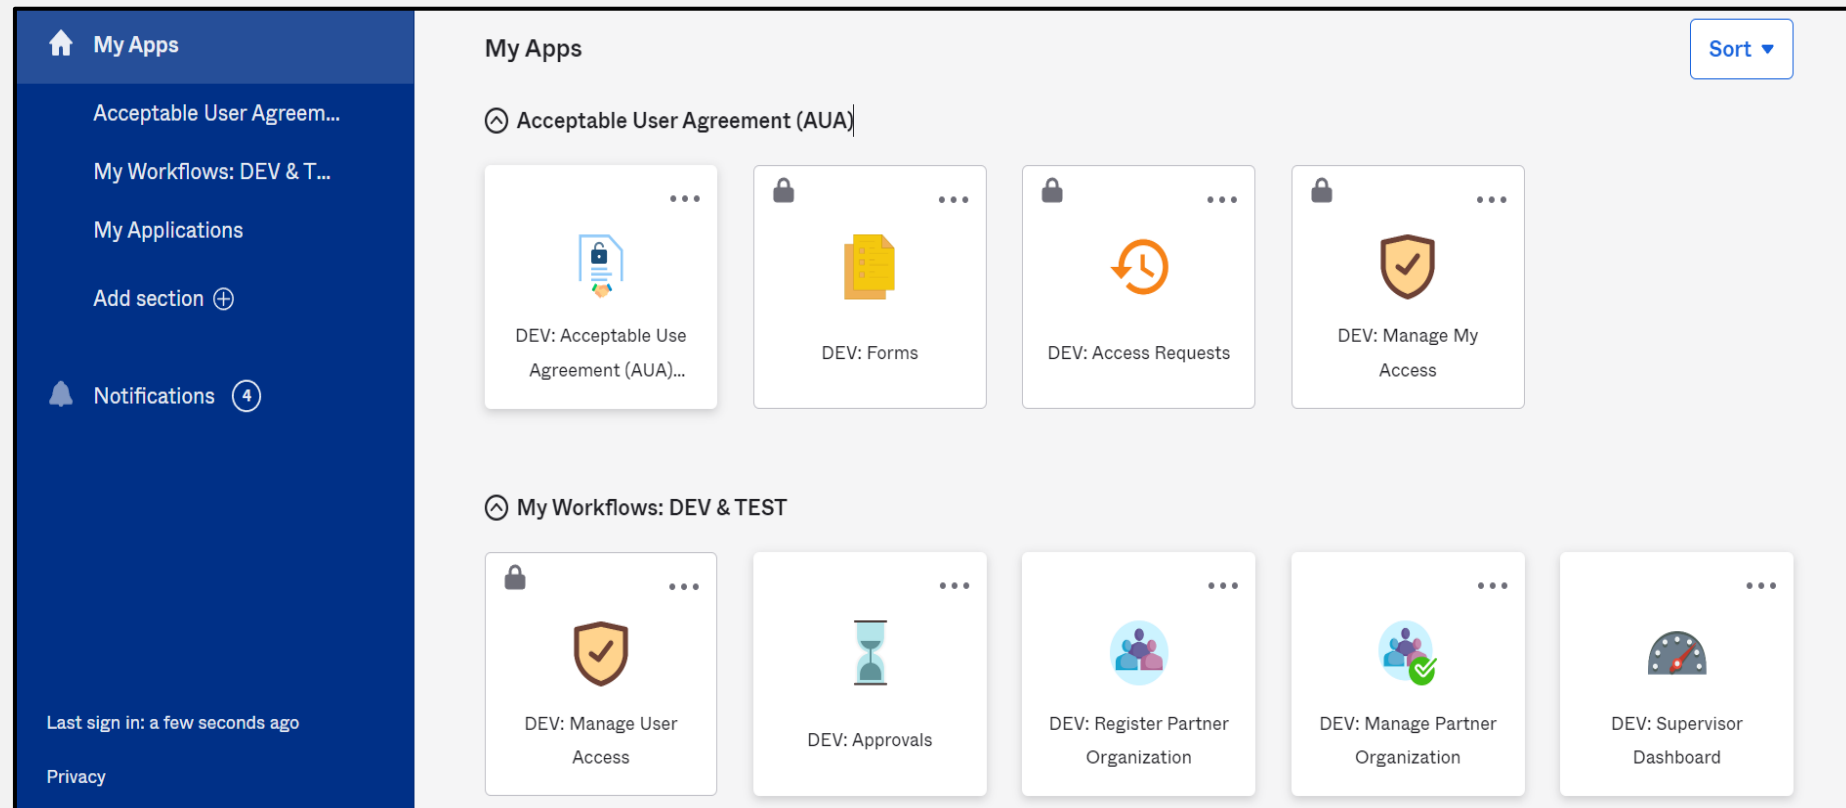 My Apps
Acceptable User Agreem...
My Workflows: DEV & T...
My Applications
Add section
Notifications 4
Last sign in: a few seconds ago
Privacy
My Apps
Sort
Acceptable User Agreement (AUA)
DEV: Acceptable Use
Agreement (AUA)...
DEV: Forms
DEV: Access Requests
DEV: Manage My
Access
My Workflows: DEV & TEST
DEV: Manage User
Access
DEV: Approvals
DEV: Register Partner
Organization
DEV: Manage Partner
Organization
DEV: Supervisor
Dashboard